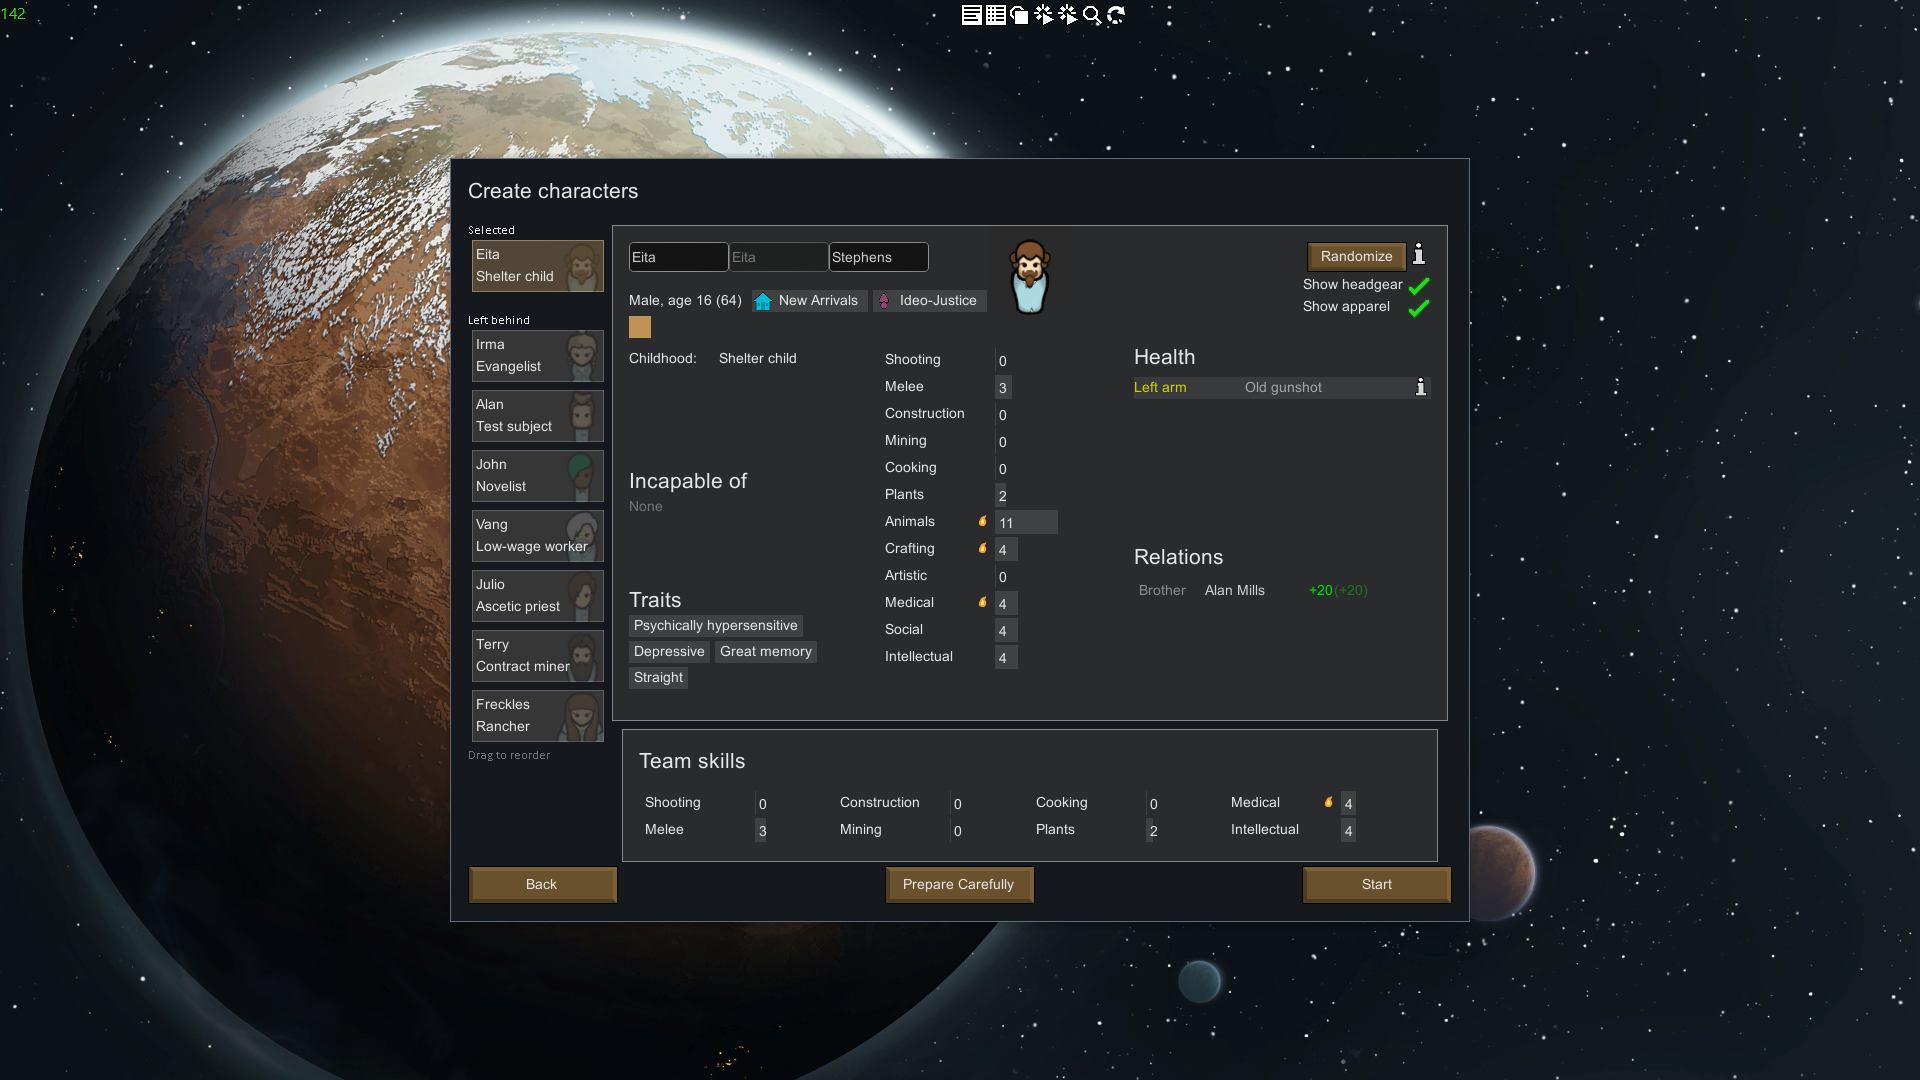 142
Create characters
Selected
Eita
Shelter child
Left behind
Irma
Evangelist
Alan
Test subject
John
Novelist
Vang
Low-wage worker
Julio
Ascetic priest
Terry
Contract miner
Freckles
Rancher
Drag to reorder
Eita Eita Stephens
Male, age 16 (64) New Arrivals Ideo-Justice
Childhood: Shelter child
Incapable of
None
Traits
Psychically hypersensitive
Depressive Great memory
Straight
Shooting 0
Melee 3
Construction 0
Mining 0
Cooking 0
Plants 2
Animals 11
Crafting 4
Artistic 0
Medical 4
Social 4
Intellectual 4
Randomize
Show headgear
Show apparel
Health
Left arm Old gunshot
Relations
Brother Alan Mills +20(+20)
Team skills
Shooting 0 Construction 0 Cooking 0 Medical 4
Melee 3 Mining 0 Plants 2 Intellectual 4
Back Prepare Carefully Start